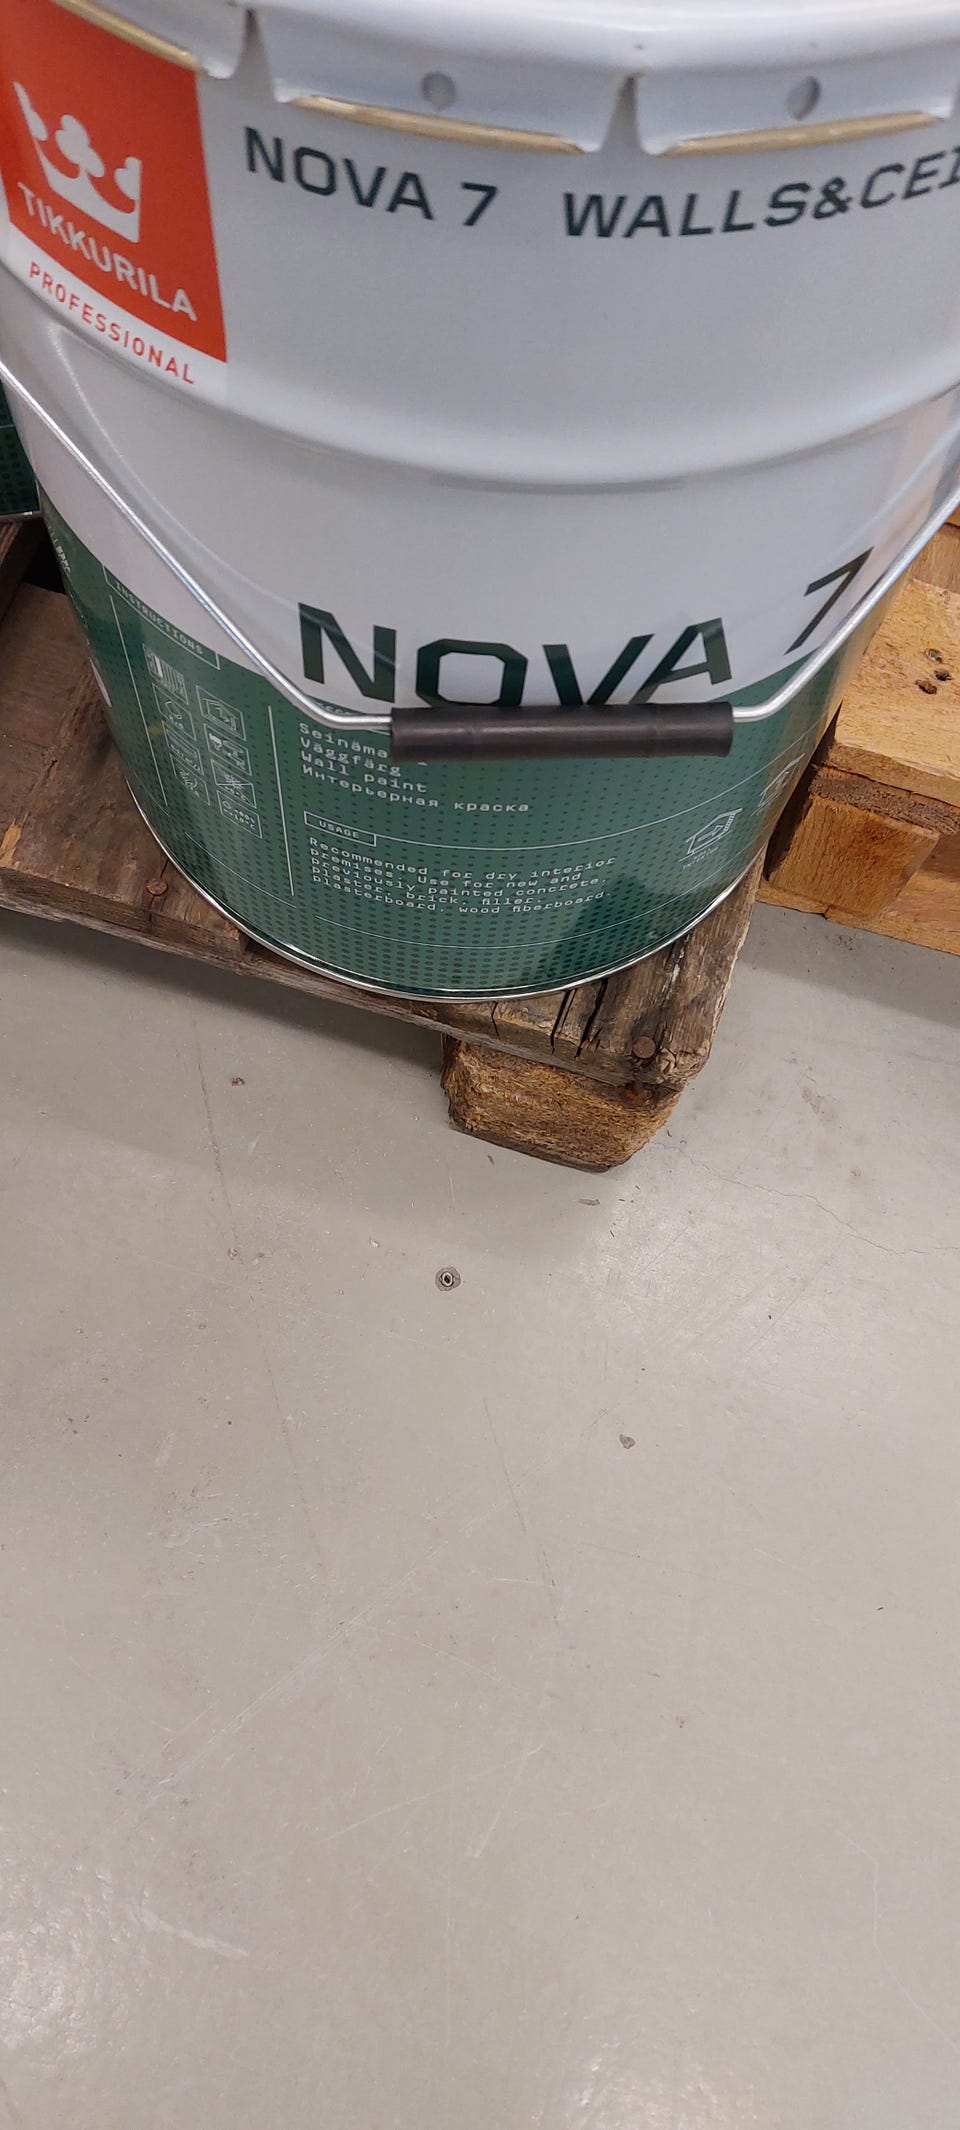 NOVA 7 WALLS&CEI
TIKKURILA
PROFESSIONAL
NOVA 7
INSTRUCTIONS
Väggfärg
Wall paint
Интерьерная краска
USAGE
Recommended for dry interior
premises. Use for new and
previously painted concrete,
plaster, brick, filler,
plasterboard, wood fiberboard